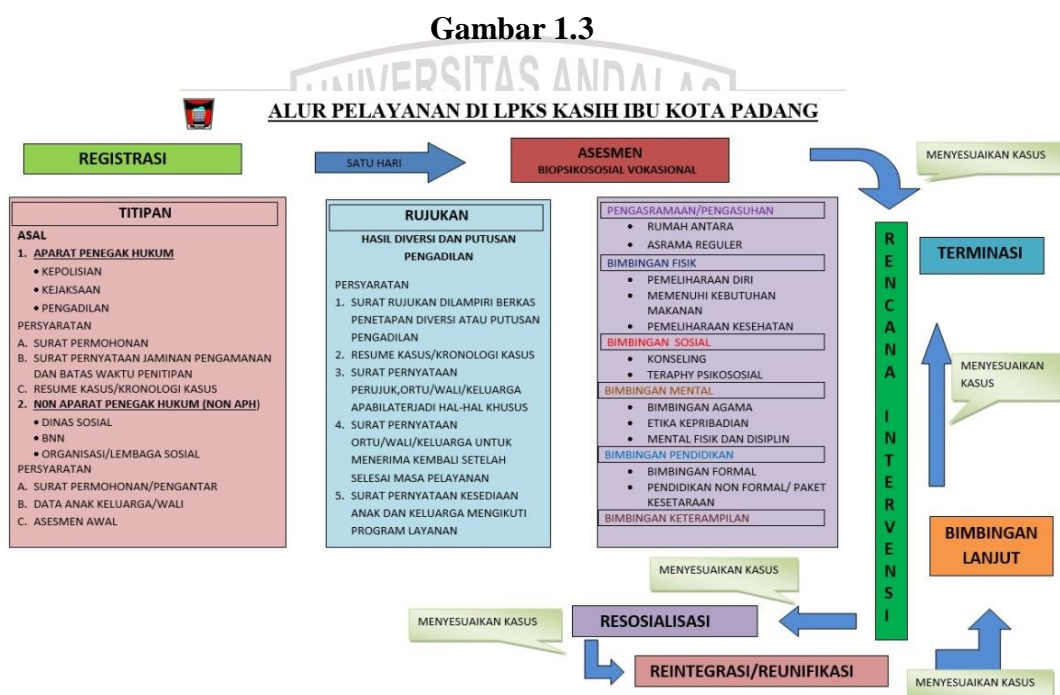 Gambar 1.3
UNIVERSITAS ANDALAS
ALUR PELAYANAN DI LPKS KASIH IBU KOTA PADANG
REGISTRASI
SATU HARI
ASESMEN
BIOPSIKOSOSIAL VOKASIONAL
MENYESUAIKAN KASUS
TITIPAN
ASAL
1. APARAT PENEGAK HUKUM
• KEPOLISIAN
• KEJAKSAAN
• PENGADILAN
PERSYARATAN
A. SURAT PERMOHONAN
B. SURAT PERNYATAAN JAMINAN PENGAMANAN
DAN BATAS WAKTU PENITIPAN
C. RESUME KASUS/KRONOLOGI KASUS
2. N0N APARAT PENEGAK HUKUM (NON APH)
• DINAS SOSIAL
• BNN
• ORGANISASI/LEMBAGA SOSIAL
PERSYARATAN
A. SURAT PERMOHONAN/PENGANTAR
B. DATA ANAK KELUARGA/WALI
C. ASESMEN AWAL
RUJUKAN
HASIL DIVERSI DAN PUTUSAN
PENGADILAN
PERSYARATAN
1. SURAT RUJUKAN DILAMPIRI BERKAS
PENETAPAN DIVERSI ATAU PUTUSAN
PENGADILAN
2. RESUME KASUS/KRONOLOGI KASUS
3. SURAT PERNYATAAN
PERUJUK,ORTU/WALI/KELUARGA
APABILATERJADI HAL-HAL KHUSUS
4. SURAT PERNYATAAN
ORTU/WALI/KELUARGA UNTUK
MENERIMA KEMBALI SETELAH
SELESAI MASA PELAYANAN
5. SURAT PERNYATAAN KESEDIAAN
ANAK DAN KELUARGA MENGIKUTI
PROGRAM LAYANAN
PENGASRAMAAN/PENGASUHAN
• RUMAH ANTARA
• ASRAMA REGULER
BIMBINGAN FISIK
• PEMELIHARAAN DIRI
• MEMENUHI KEBUTUHAN
MAKANAN
• PEMELIHARAAN KESEHATAN
BIMBINGAN SOSIAL
• KONSELING
• TERAPHY PSIKOSOSIAL
BIMBINGAN MENTAL
• BIMBINGAN AGAMA
• ETIKA KEPRIBADIAN
• MENTAL FISIK DAN DISIPLIN
BIMBINGAN PENDIDIKAN
• BIMBINGAN FORMAL
• PENDIDIKAN NON FORMAL/ PAKET
KESETARAAN
BIMBINGAN KETERAMPILAN
RENCANA INTERVENSI
TERMINASI
MENYESUAIKAN
KASUS
BIMBINGAN
LANJUT
MENYESUAIKAN KASUS
MENYESUAIKAN KASUS
RESOSIALISASI
REINTEGRASI/REUNIFIKASI
MENYESUAIKAN KASUS